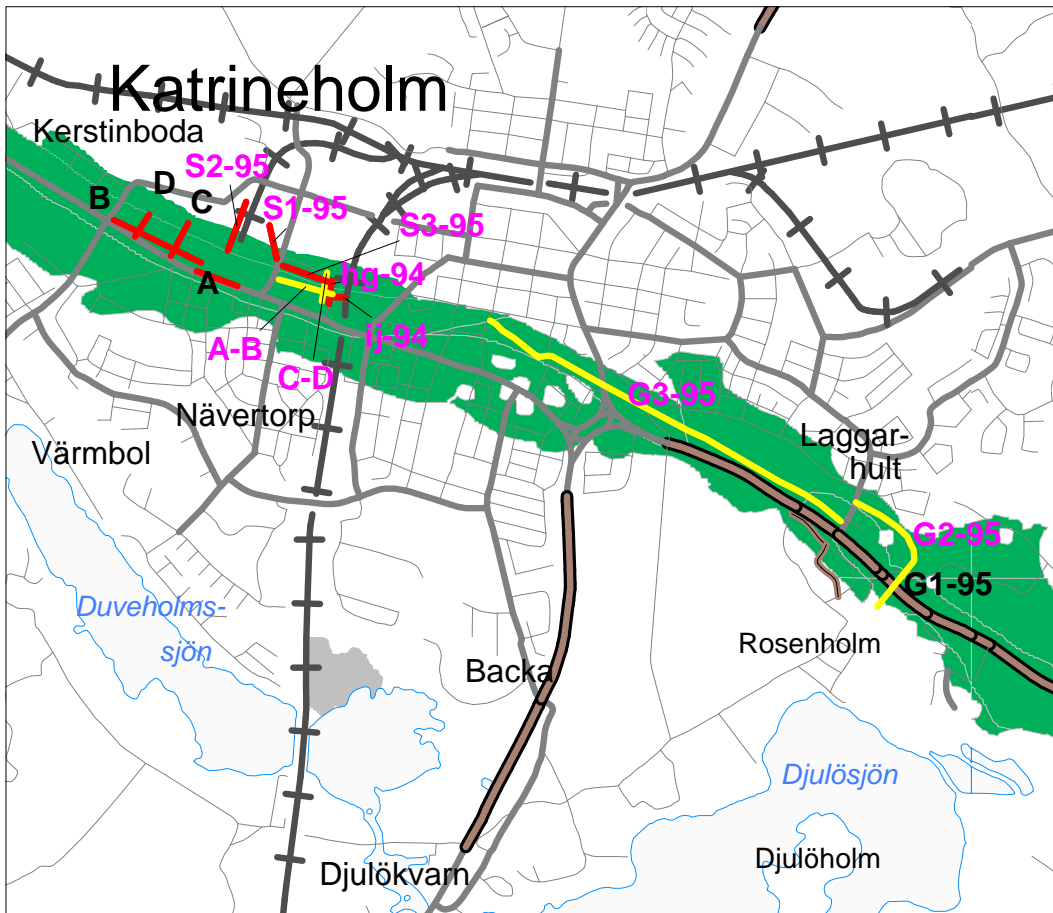 Katrineholm
Kerstinboda
S2-95
D
B
C
S1-95
S3-95
hg-94
A
ij-94
A-B
C-D
G3-95
Nävertorp
Laggar-
hult
Värmbol
G2-95
G1-95
Duveholms-
sjön
Rosenholm
Backa
Djulösjön
Djulöholm
Djulökvarn